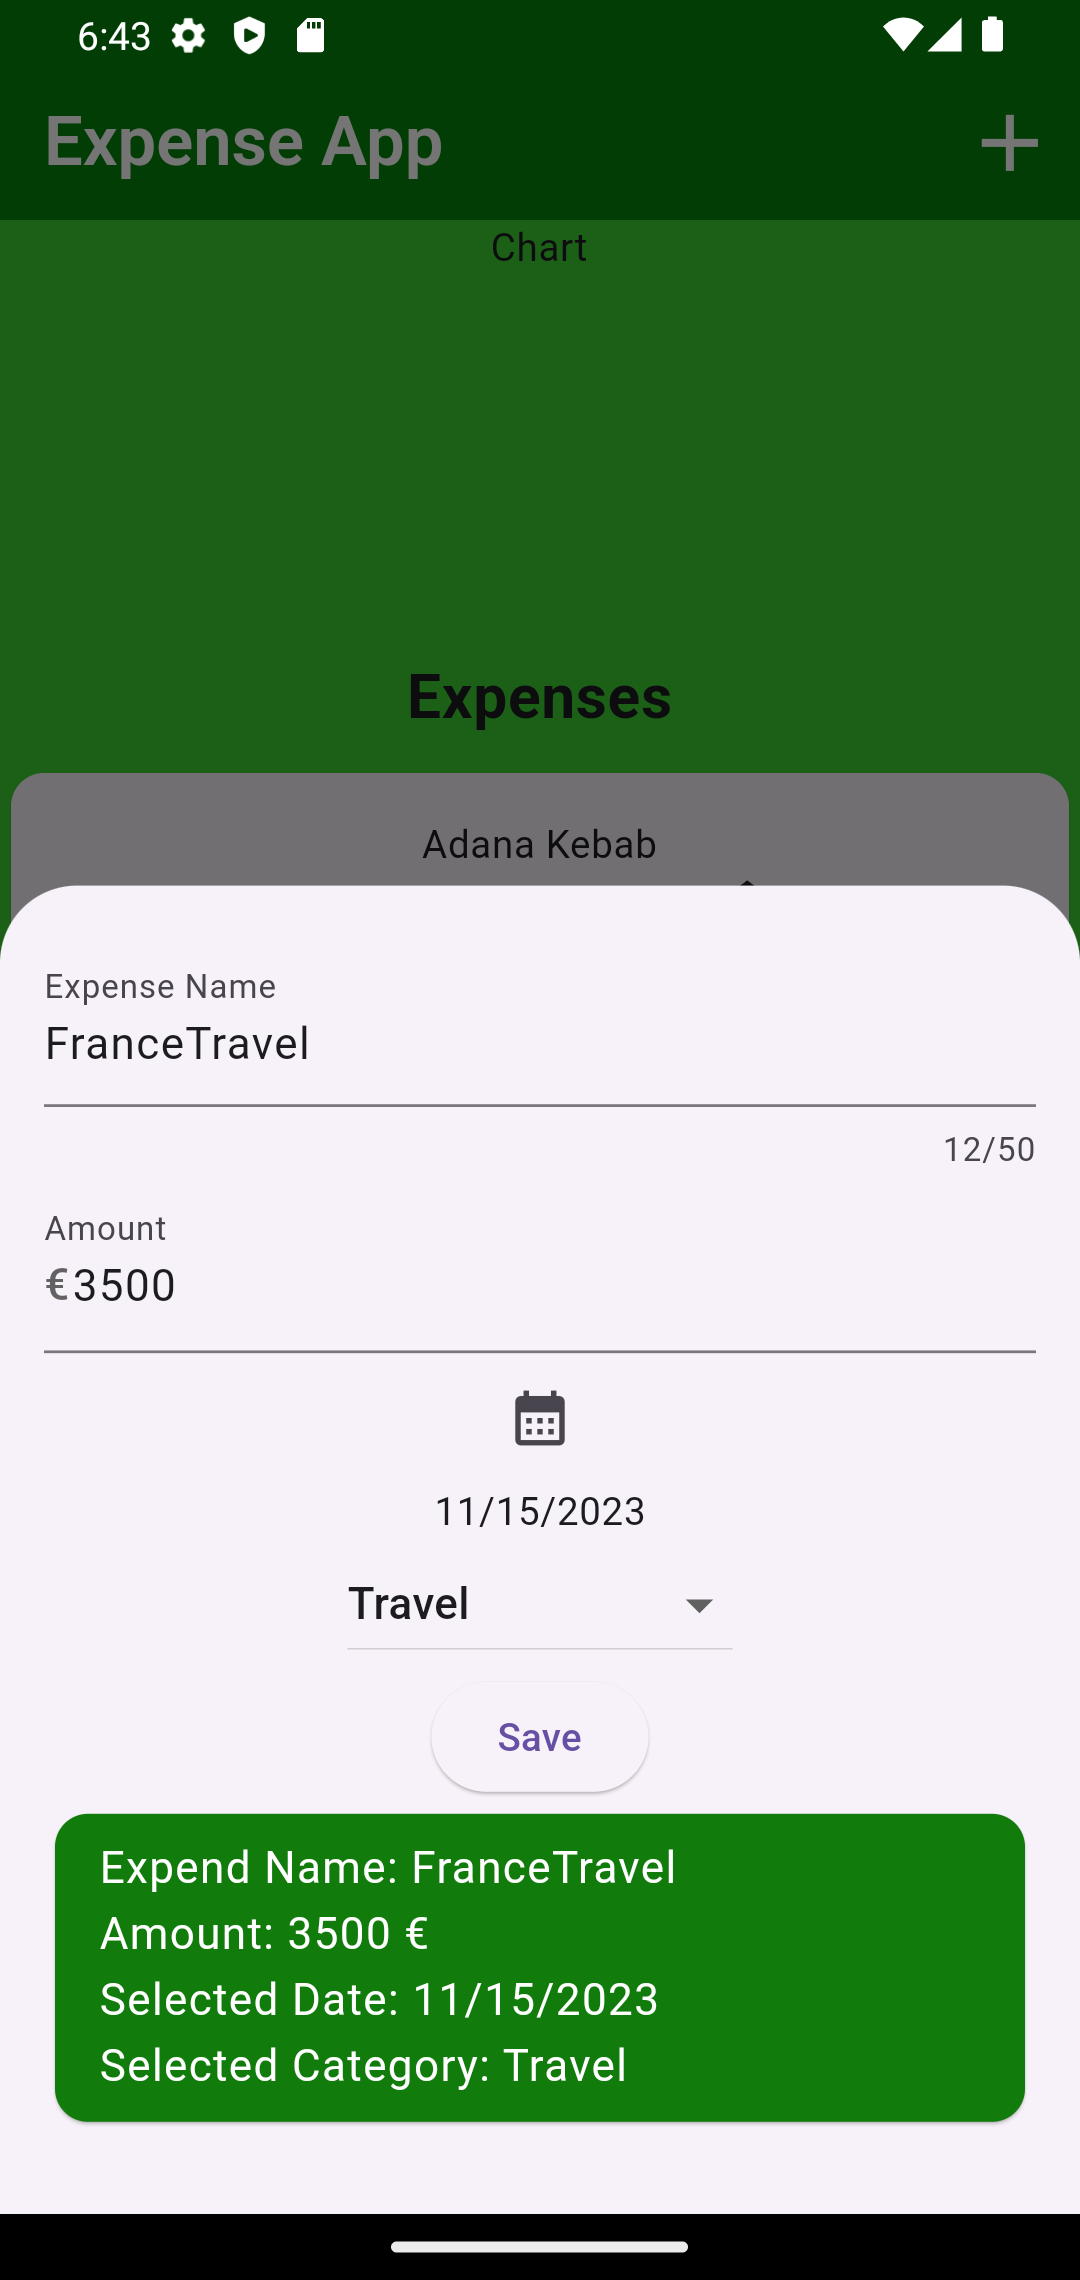 6:43
Expense App
Chart
Expenses
Adana Kebab
Expense Name
FranceTravel
12/50
Amount
€3500
11/15/2023
Travel
Save
Expend Name: FranceTravel
Amount: 3500 €
Selected Date: 11/15/2023
Selected Category: Travel